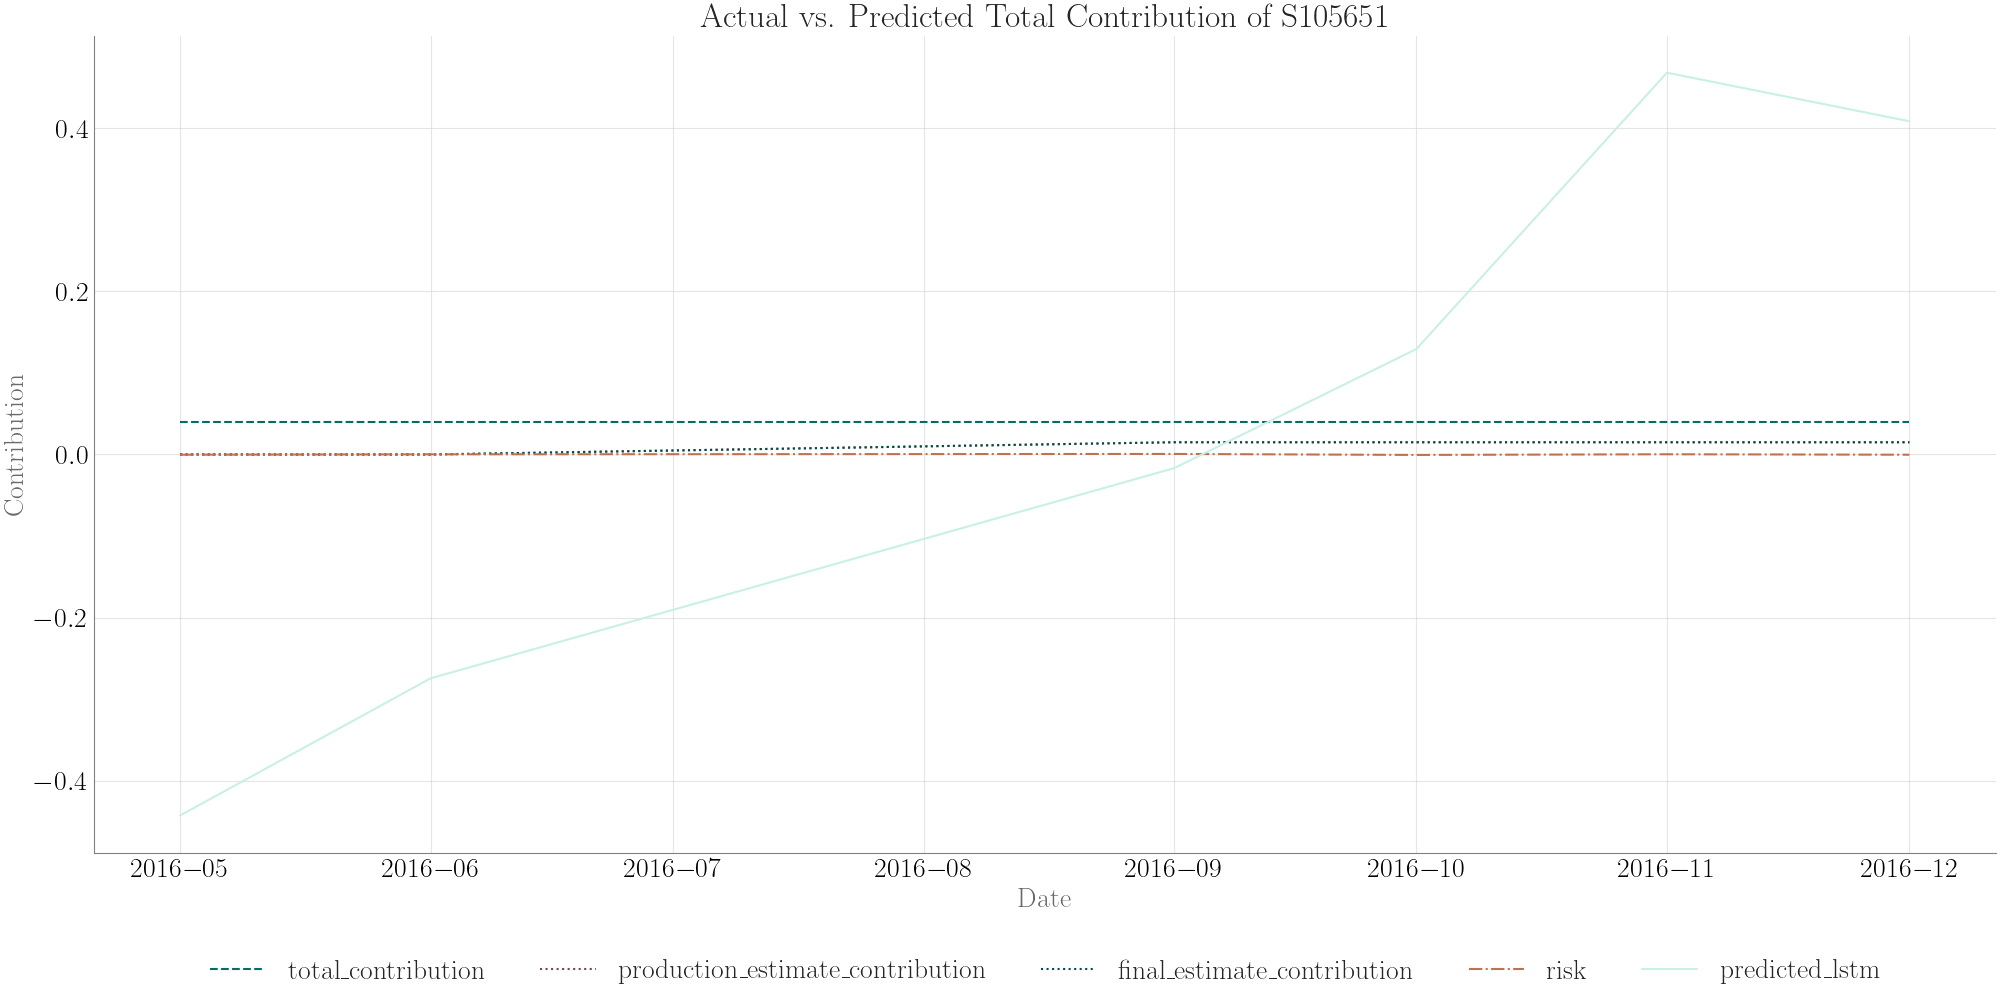 Actual vs. Predicted Total Contribution of S105651
Contribution
0.4
0.2
0.0
−0.2
−0.4
2016−05 2016−06 2016−07 2016−08 2016−09 2016−10 2016−11 2016−12
Date
total_contribution production_estimate_contribution final_estimate_contribution risk predicted_lstm